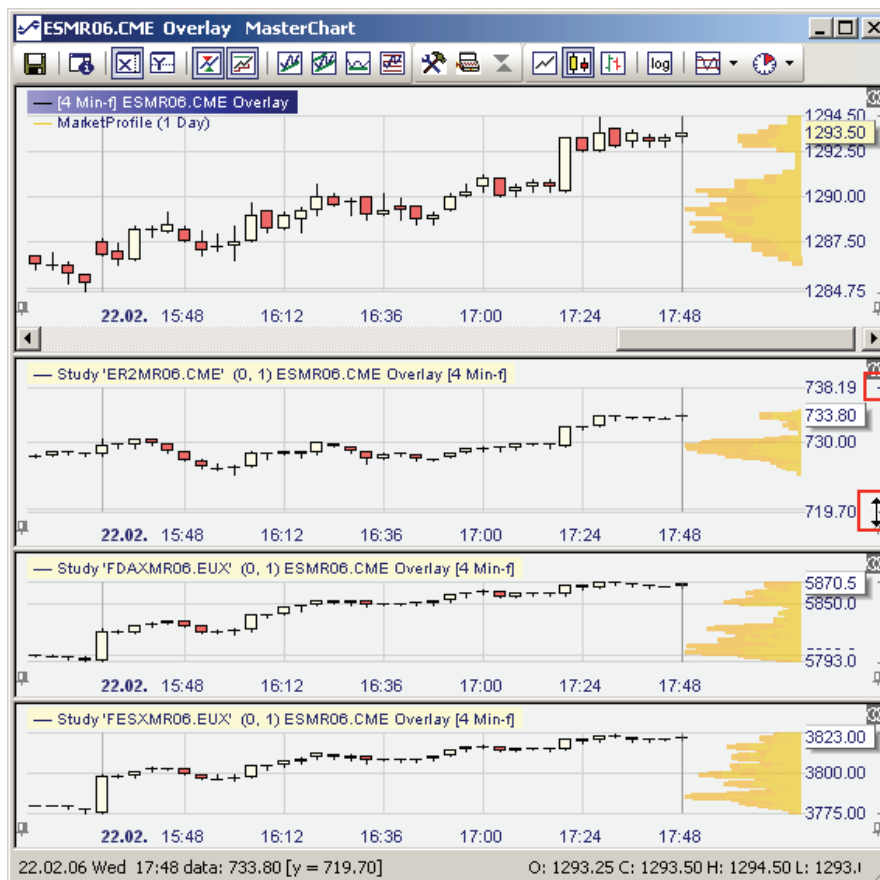 ESMR06.CME Overlay MasterChart
log
[4 Min-f] ESMR06.CME Overlay
MarketProfile (1 Day)
1294.50
1293.50
1292.50
1290.00
1287.50
1284.75
22.02. 15:48 16:12 16:36 17:00 17:24 17:48
Study 'ER2MR06.CME' (0, 1) ESMR06.CME Overlay [4 Min-f]
738.19
733.80
730.00
719.70
22.02. 15:48 16:12 16:36 17:00 17:24 17:48
Study 'FDAXMR06.EUX' (0, 1) ESMR06.CME Overlay [4 Min-f]
5870.5
5850.0
5793.0
22.02. 15:48 16:12 16:36 17:00 17:24 17:48
Study 'FESXMR06.EUX' (0, 1) ESMR06.CME Overlay [4 Min-f]
3823.00
3800.00
3775.00
22.02. 15:48 16:12 16:36 17:00 17:24 17:48
22.02.06 Wed 17:48 data: 733.80 [y = 719.70] O: 1293.25 C: 1293.50 H: 1294.50 L: 1293.